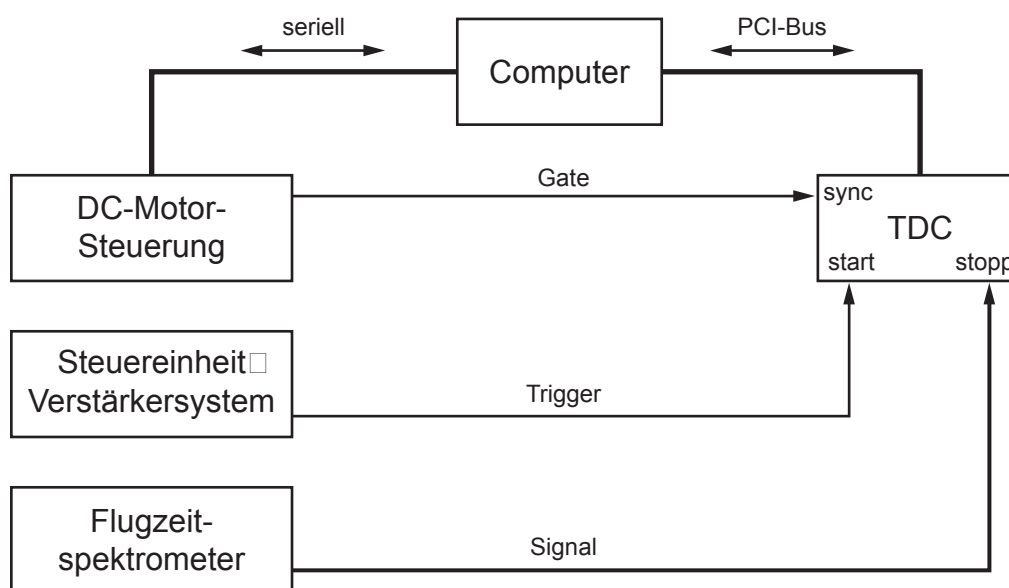 seriell
PCI-Bus
Computer
Gate
DC-Motor-
Steuerung
sync
TDC
start
stopp
Steuereinheit□
Verstärkersystem
Trigger
Flugzeit-
spektrometer
Signal